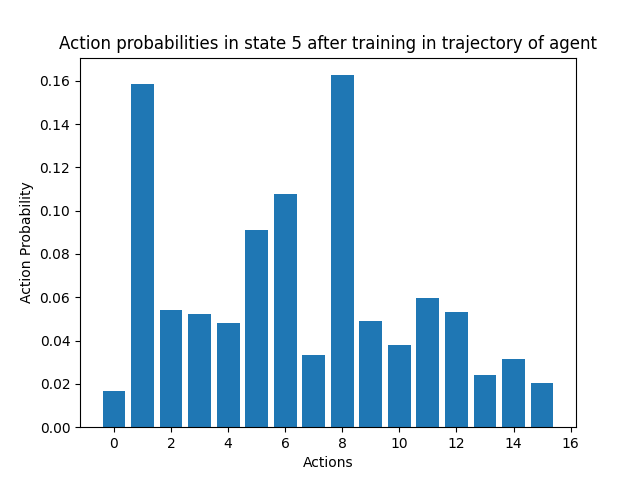 Action probabilities in state 5 after training in trajectory of agent
0.16
0.14
0.12
0.10
0.08
0.06
0.04
0.02
0.00
Action Probability
0 2 4 6 8 10 12 14 16
Actions